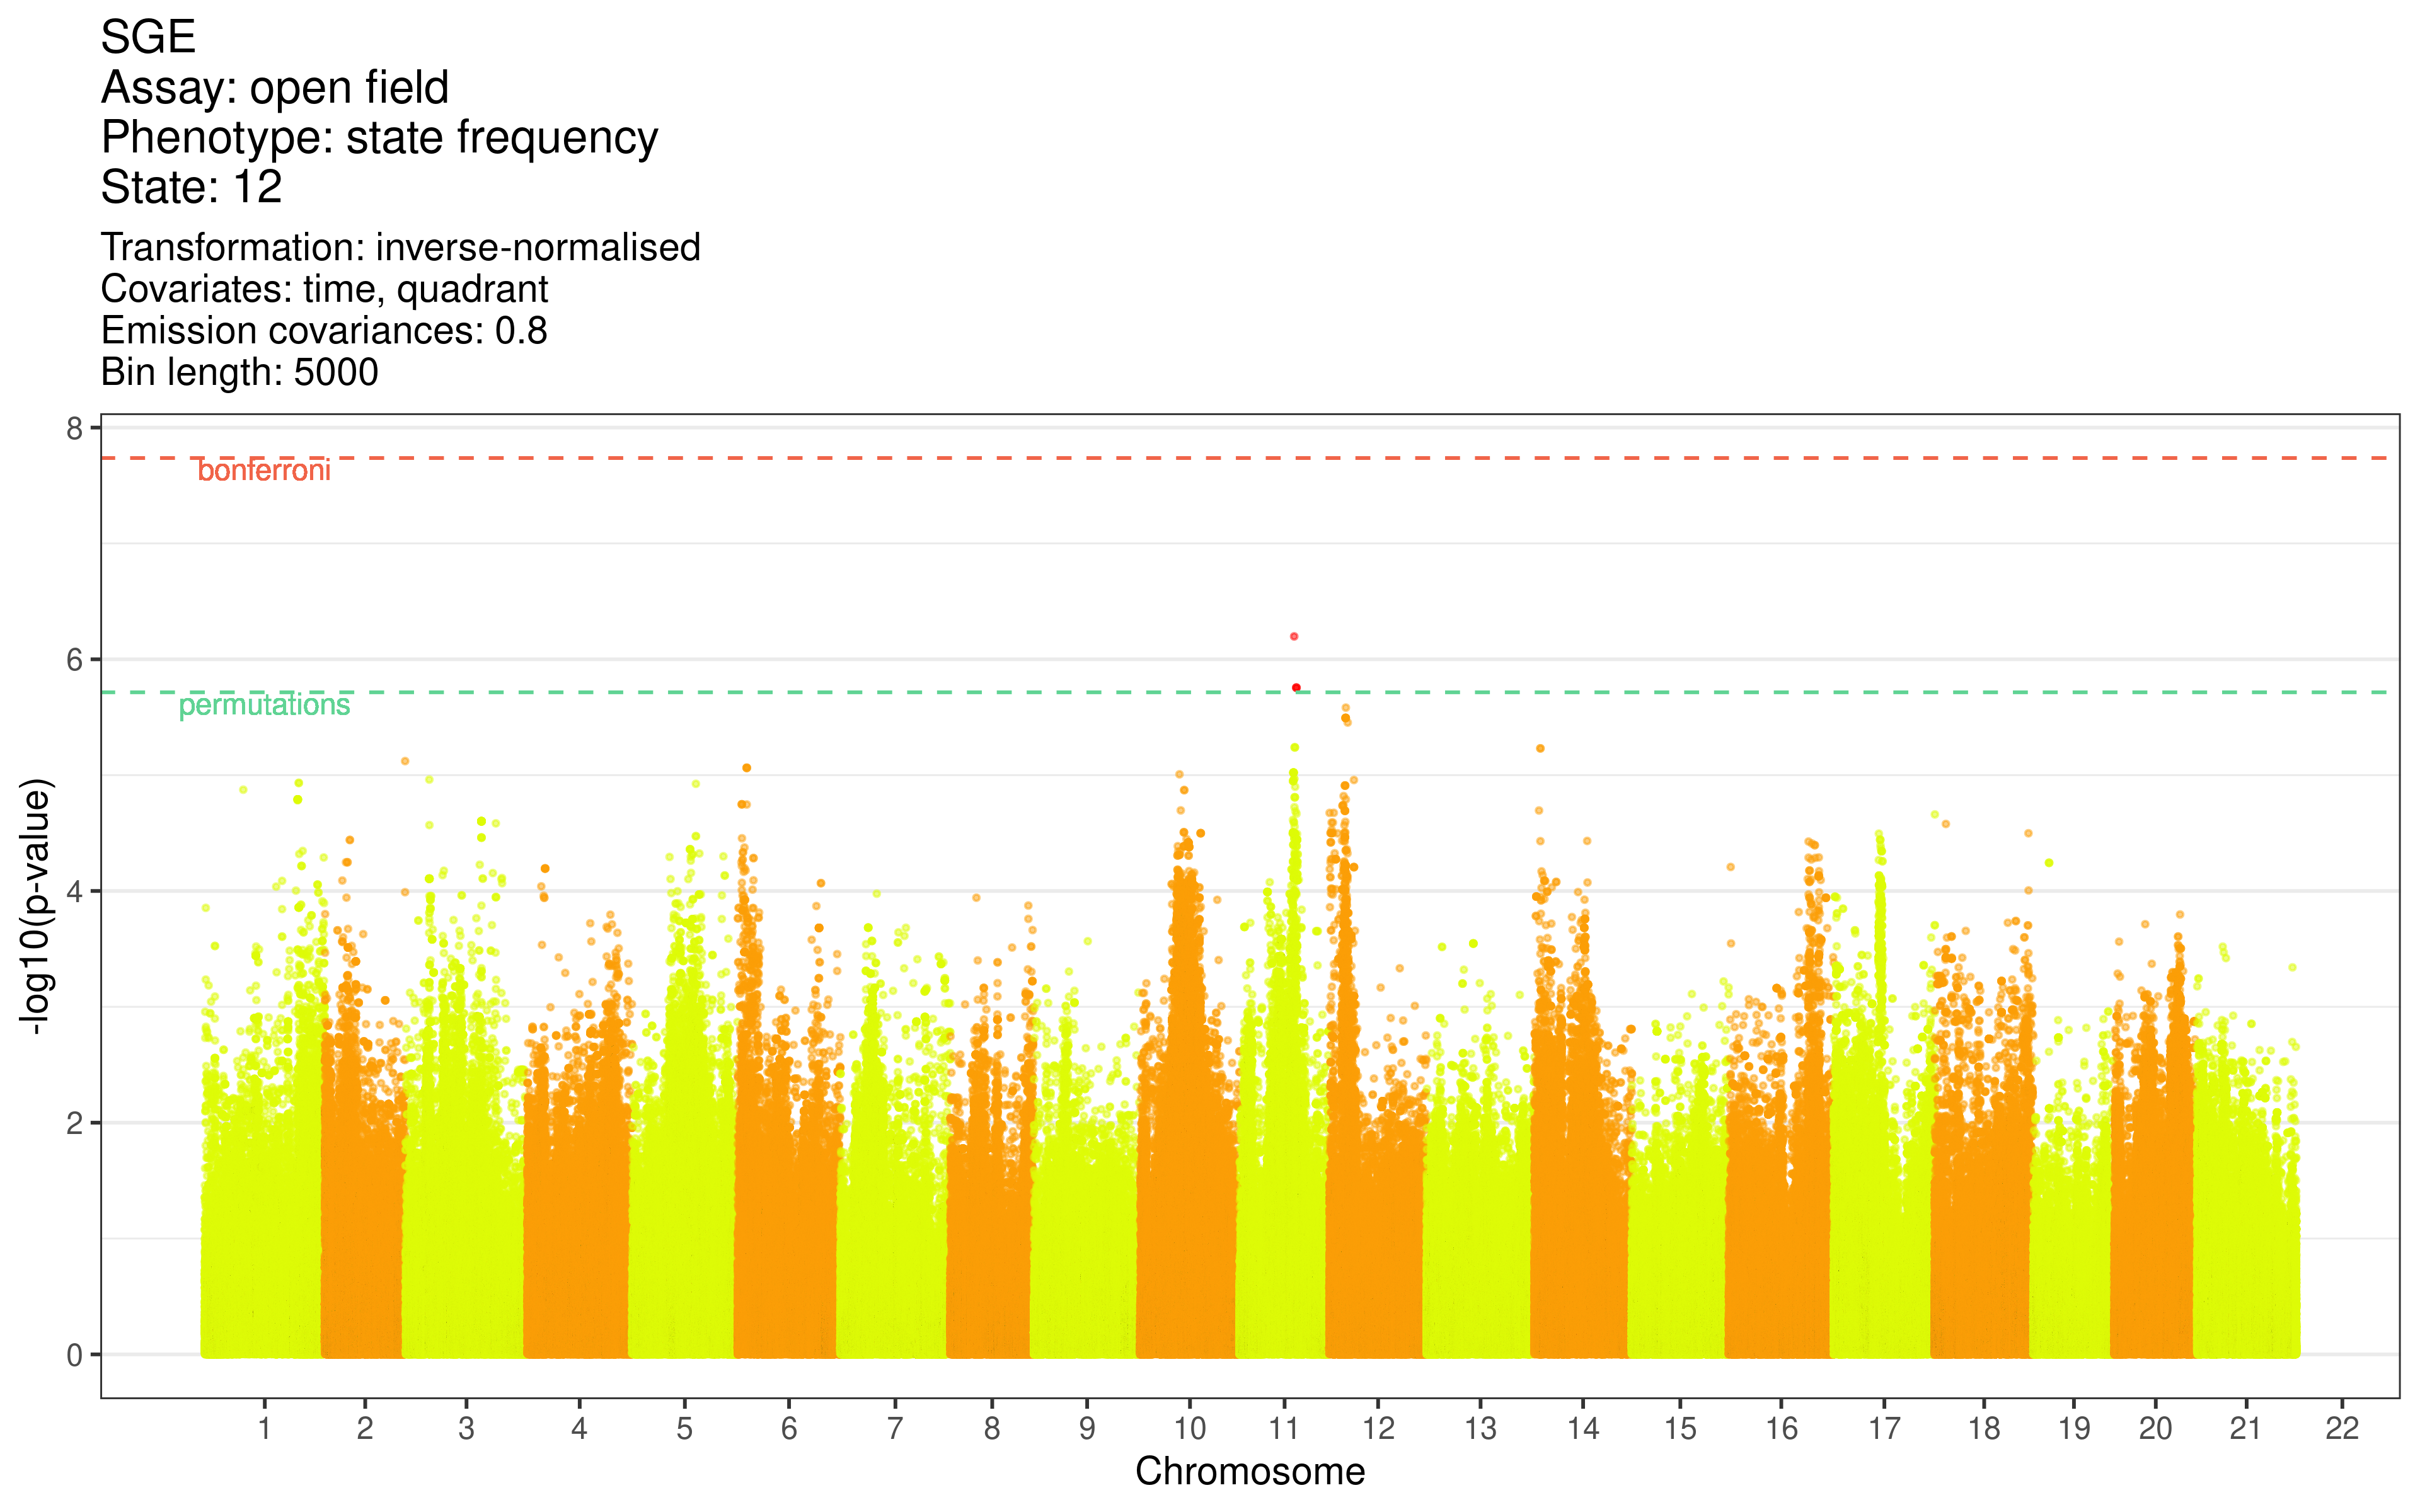 SGE
Assay: open field
Phenotype: state frequency
State: 12
Transformation: inverse-normalised
Covariates: time, quadrant
Emission covariances: 0.8
Bin length: 5000
8
bonferroni
6
permutations
4
2
0
-log10(p-value)
1 2 3 4 5 6 7 8 9 10 11 12 13 14 15 16 17 18 19 20 21 22
Chromosome